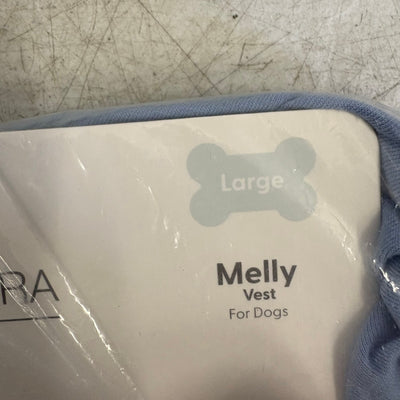 Large
RA
Melly
Vest
For Dogs